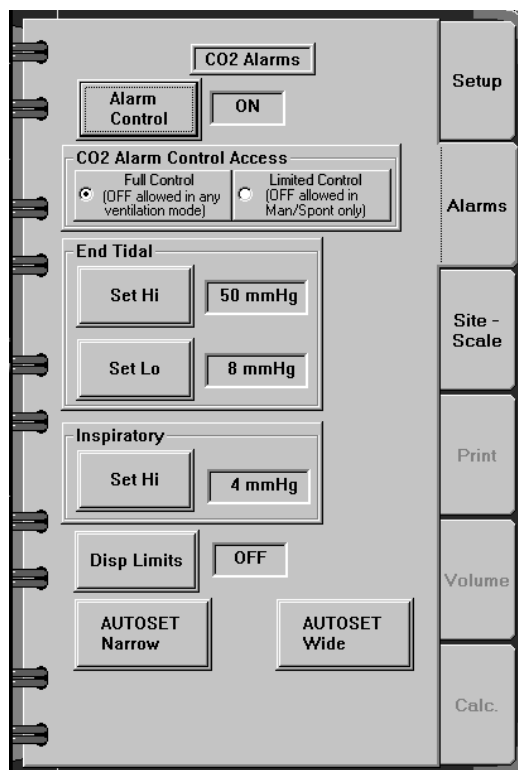 CO2 Alarms
Alarm
Control
ON
CO2 Alarm Control Access
Full Control
(OFF allowed in any
ventilation mode)
Limited Control
(OFF allowed in
Man/Spont only)
End Tidal
Set Hi
50 mmHg
Set Lo
8 mmHg
Inspiratory
Set Hi
4 mmHg
Disp Limits
OFF
AUTOSET
Narrow
AUTOSET
Wide
Setup
Alarms
Site -
Scale
Print
Volume
Calc.